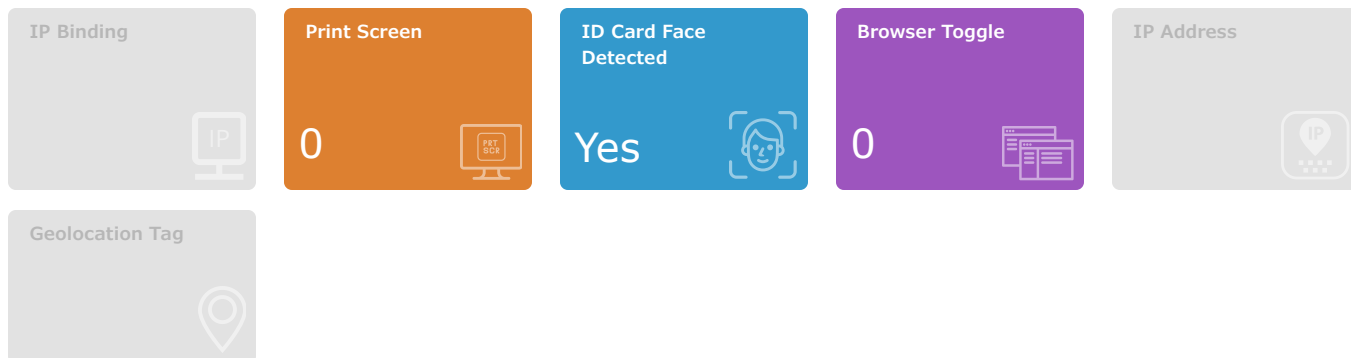 IP Binding
IP
Print Screen
0
PRT
SCR
ID Card Face
Detected
Yes
Browser Toggle
0
IP Address
IP
Geolocation Tag